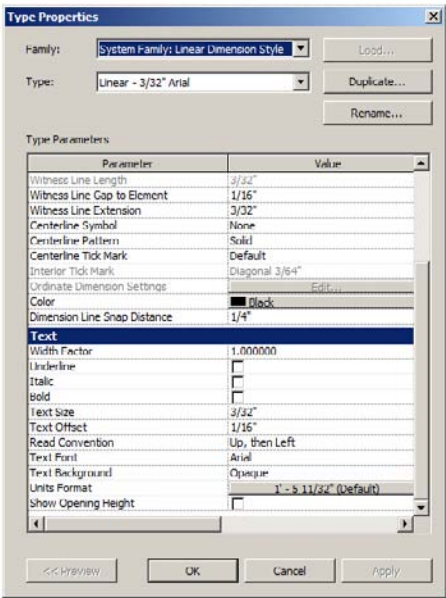 Type Properties
Family: System Family: Linear Dimension Style Load...
Type: Linear - 3/32" Arial Duplicate...
Rename...
Type Parameters
Parameter Value
Witness Line Length 3/32"
Witness Line Gap to Element 1/16"
Witness Line Extension 3/32"
Centerline Symbol None
Centerline Pattern Solid
Centerline Tick Mark Default
Interior Tick Mark Diagonal 3/64"
Ordinate Dimension Settings Edit...
Color Black
Dimension Line Snap Distance 1/4"
Text
Width Factor 1.000000
Underline
Italic
Bold
Text Size 3/32"
Text Offset 1/16"
Read Convention Up, then Left
Text Font Arial
Text Background Opaque
Units Format 1' - 5 11/32" (Default)
Show Opening Height
<< Preview OK Cancel Apply